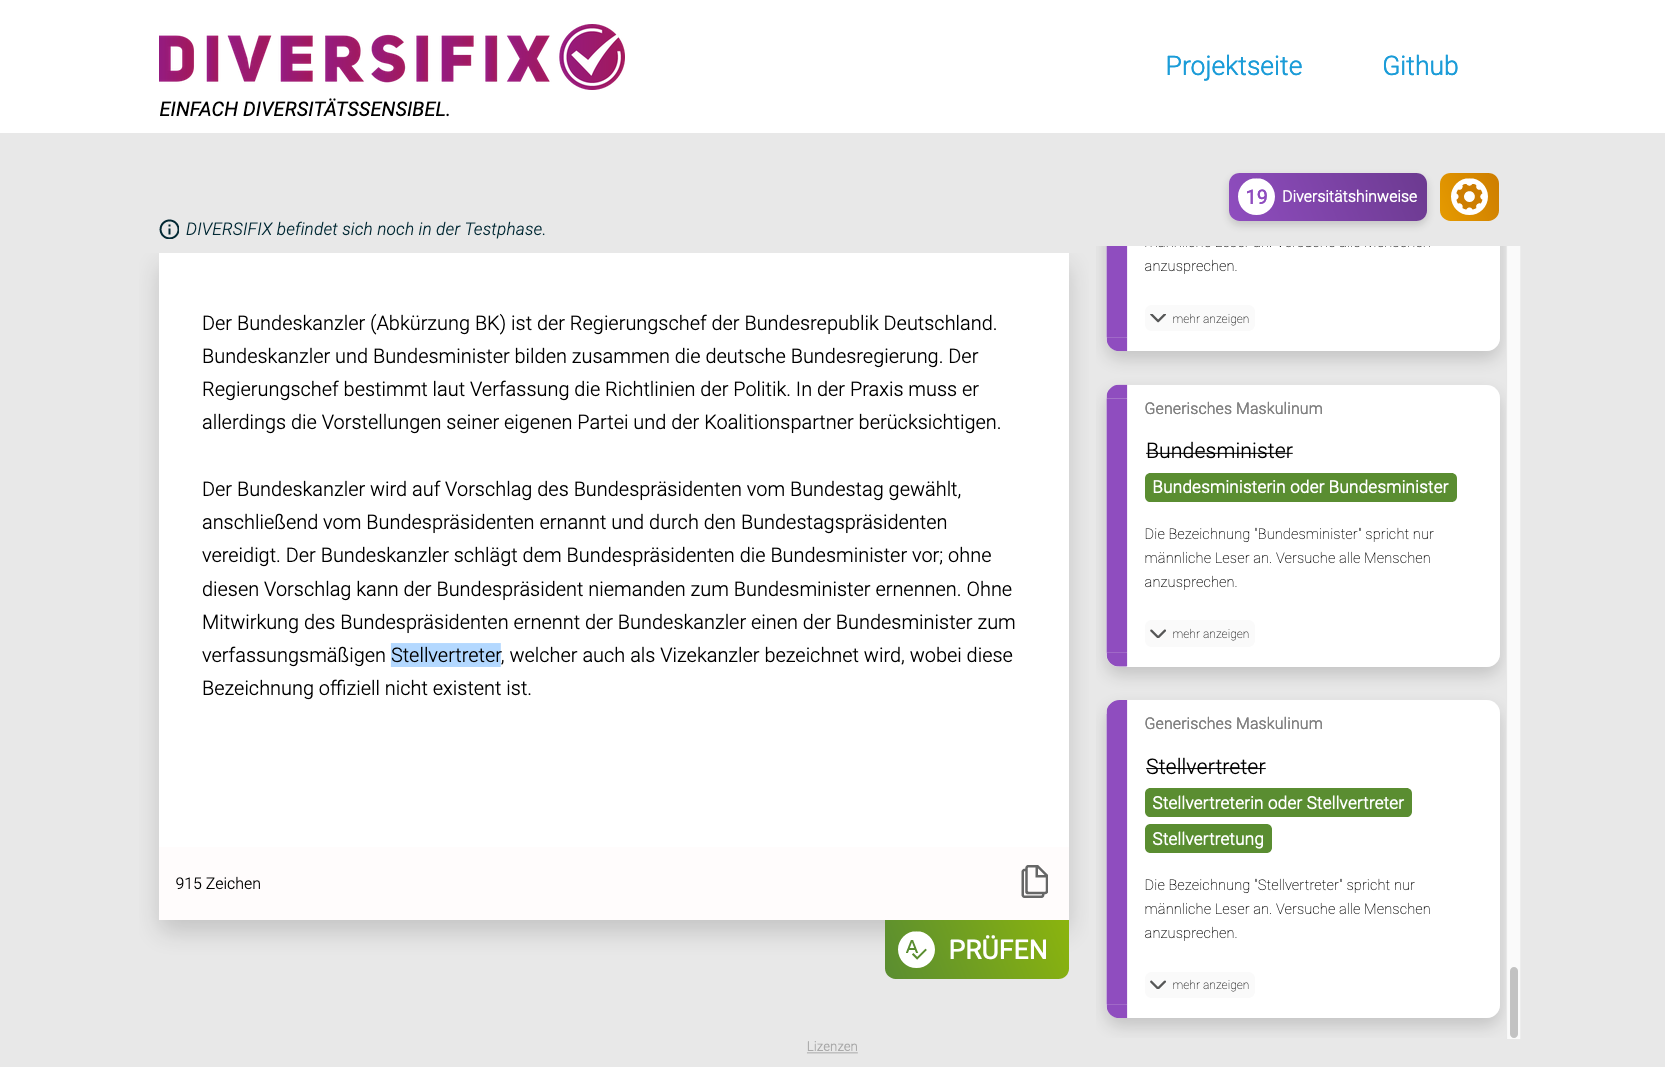 DIVERSIFIX
EINFACH DIVERSITÄTSSENSIBEL.
Projektseite
Github
19 Diversitätshinweise
DIVERSIFIX befindet sich noch in der Testphase.
Der Bundeskanzler (Abkürzung BK) ist der Regierungschef der Bundesrepublik Deutschland.
Bundeskanzler und Bundesminister bilden zusammen die deutsche Bundesregierung. Der
Regierungschef bestimmt laut Verfassung die Richtlinien der Politik. In der Praxis muss er
allerdings die Vorstellungen seiner eigenen Partei und der Koalitionspartner berücksichtigen.
Der Bundeskanzler wird auf Vorschlag des Bundespräsidenten vom Bundestag gewählt,
anschließend vom Bundespräsidenten ernannt und durch den Bundestagspräsidenten
vereidigt. Der Bundeskanzler schlägt dem Bundespräsidenten die Bundesminister vor; ohne
diesen Vorschlag kann der Bundespräsident niemanden zum Bundesminister ernennen. Ohne
Mitwirkung des Bundespräsidenten ernennt der Bundeskanzler einen der Bundesminister zum
verfassungsmäßigen Stellvertreter, welcher auch als Vizekanzler bezeichnet wird, wobei diese
Bezeichnung offiziell nicht existent ist.
915 Zeichen
PRÜFEN
anzusprechen.
mehr anzeigen
Generisches Maskulinum
Bundesminister
Bundesministerin oder Bundesminister
Die Bezeichnung "Bundesminister" spricht nur
männliche Leser an. Versuche alle Menschen
anzusprechen.
mehr anzeigen
Generisches Maskulinum
Stellvertreter
Stellvertreterin oder Stellvertreter
Stellvertretung
Die Bezeichnung "Stellvertreter" spricht nur
männliche Leser an. Versuche alle Menschen
anzusprechen.
mehr anzeigen
Lizenzen